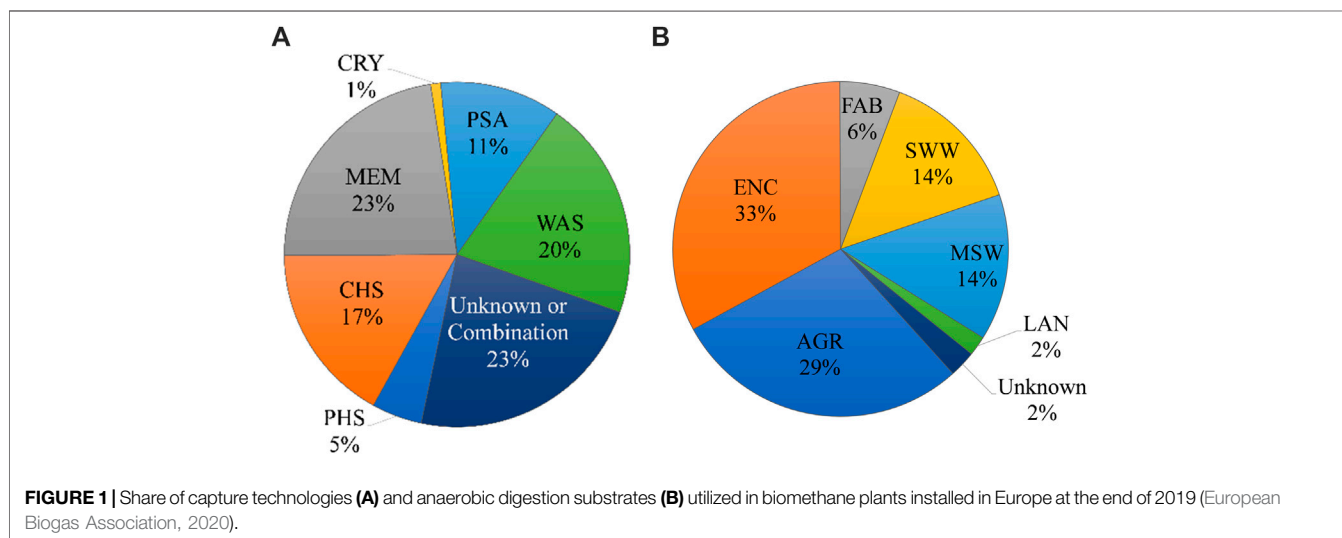 A
CRY
1%
PSA
11%
WAS
20%
Unknown or
Combination
23%
PHS
5%
CHS
17%
MEM
23%
B
FAB
6%
SWW
14%
MSW
14%
LAN
2%
Unknown
2%
AGR
29%
ENC
33%
FIGURE 1 | Share of capture technologies (A) and anaerobic digestion substrates (B) utilized in biomethane plants installed in Europe at the end of 2019 (European
Biogas Association, 2020).